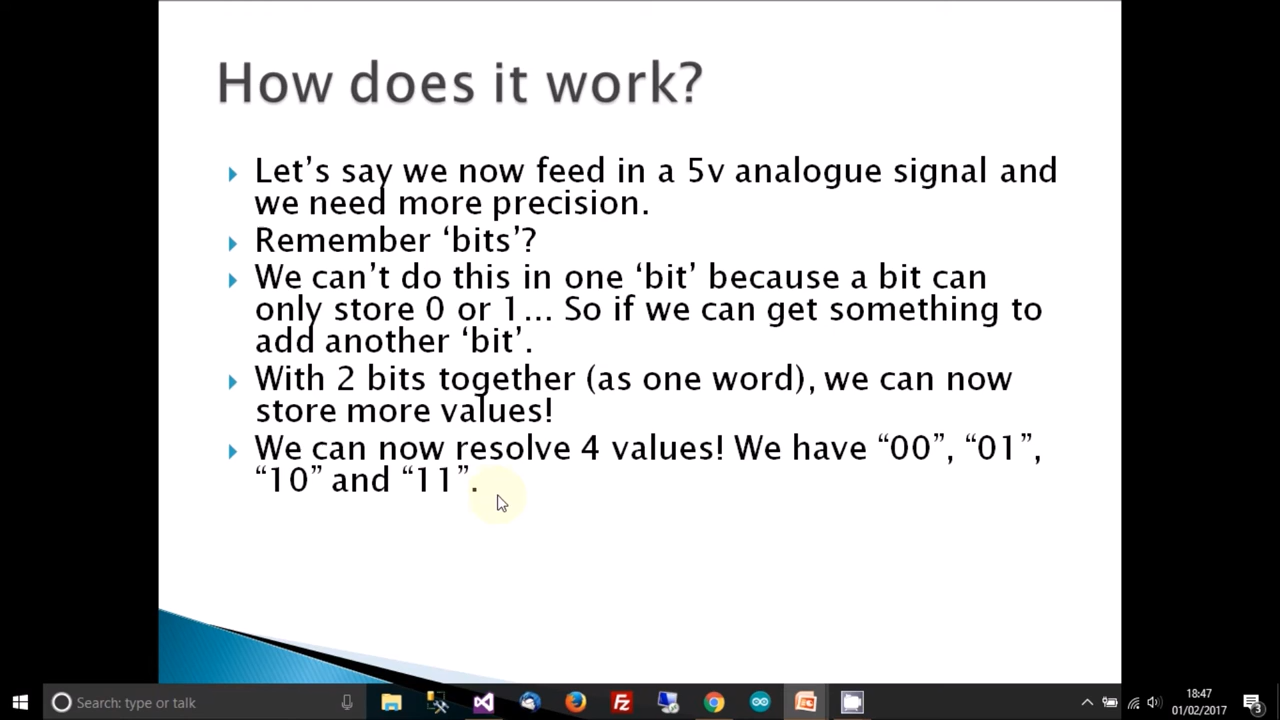 How does it work?
Let's say we now feed in a 5v analogue signal and
we need more precision.
Remember ‘bits’?
We can't do this in one ‘bit’ because a bit can
only store 0 or 1... So if we can get something to
add another ‘bit’.
With 2 bits together (as one word), we can now
store more values!
We can now resolve 4 values! We have “00”, “01”,
“10” and “11”.
Search: type or talk
18:47
01/02/2017
3